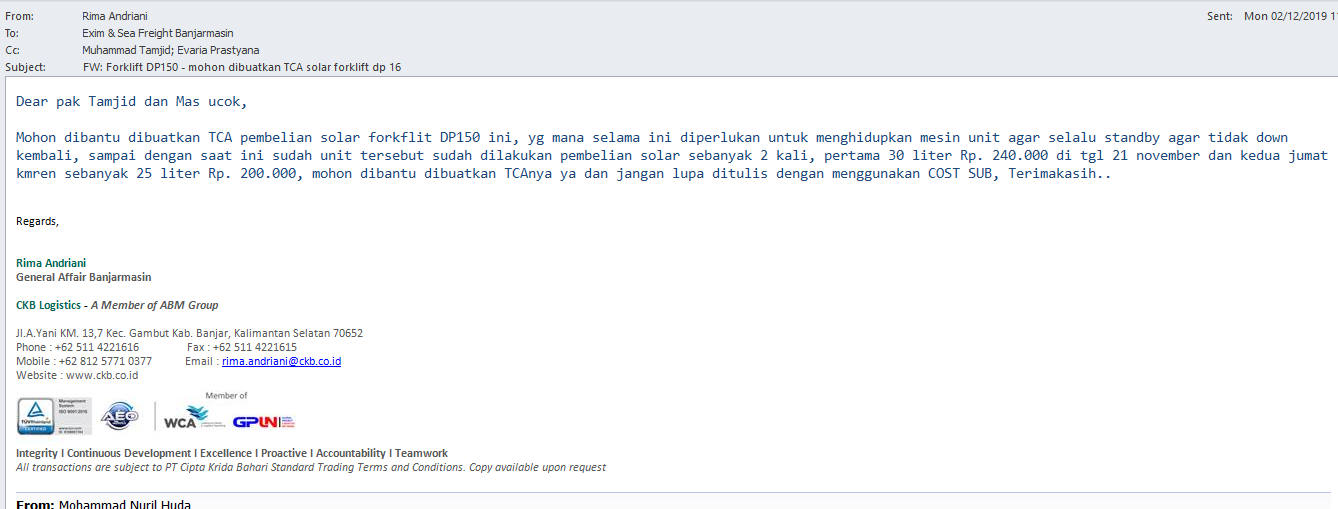 From: Rima Andriani Sent: Mon 02/12/2019 1
To: Exim & Sea Freight Banjarmasin
Cc: Muhammad Tamjid; Evaria Prastyana
Subject: FW: Forklift DP150 - mohon dibuatkan TCA solar forklift dp 16
Dear pak Tamjid dan Mas ucok,
Mohon dibantu dibuatkan TCA pembelian solar forkflit DP150 ini, yg mana selama ini diperlukan untuk menghidupkan mesin unit agar selalu standby agar tidak down
kembali, sampai dengan saat ini sudah unit tersebut sudah dilakukan pembelian solar sebanyak 2 kali, pertama 30 liter Rp. 240.000 di tgl 21 november dan kedua jumat
kmren sebanyak 25 liter Rp. 200.000, mohon dibantu dibuatkan TCAnya ya dan jangan lupa ditulis dengan menggunakan COST SUB, Terimakasih..
Regards,
Rima Andriani
General Affair Banjarmasin
CKB Logistics - A Member of ABM Group
Jl.A.Yani KM. 13,7 Kec. Gambut Kab. Banjar, Kalimantan Selatan 70652
Phone : +62 511 4221616 Fax : +62 511 4221615
Mobile : +62 812 5771 0377 Email : rima.andriani@ckb.co.id
Website : www.ckb.co.id
Member of
TÜVRheinland
Management
System
ISO 9001:2015
AEO
WCA
GPLN
Integrity I Continuous Development I Excellence I Proactive I Accountability I Teamwork
All transactions are subject to PT Cipta Krida Bahari Standard Trading Terms and Conditions. Copy available upon request
From: Mohammad Nuril Huda